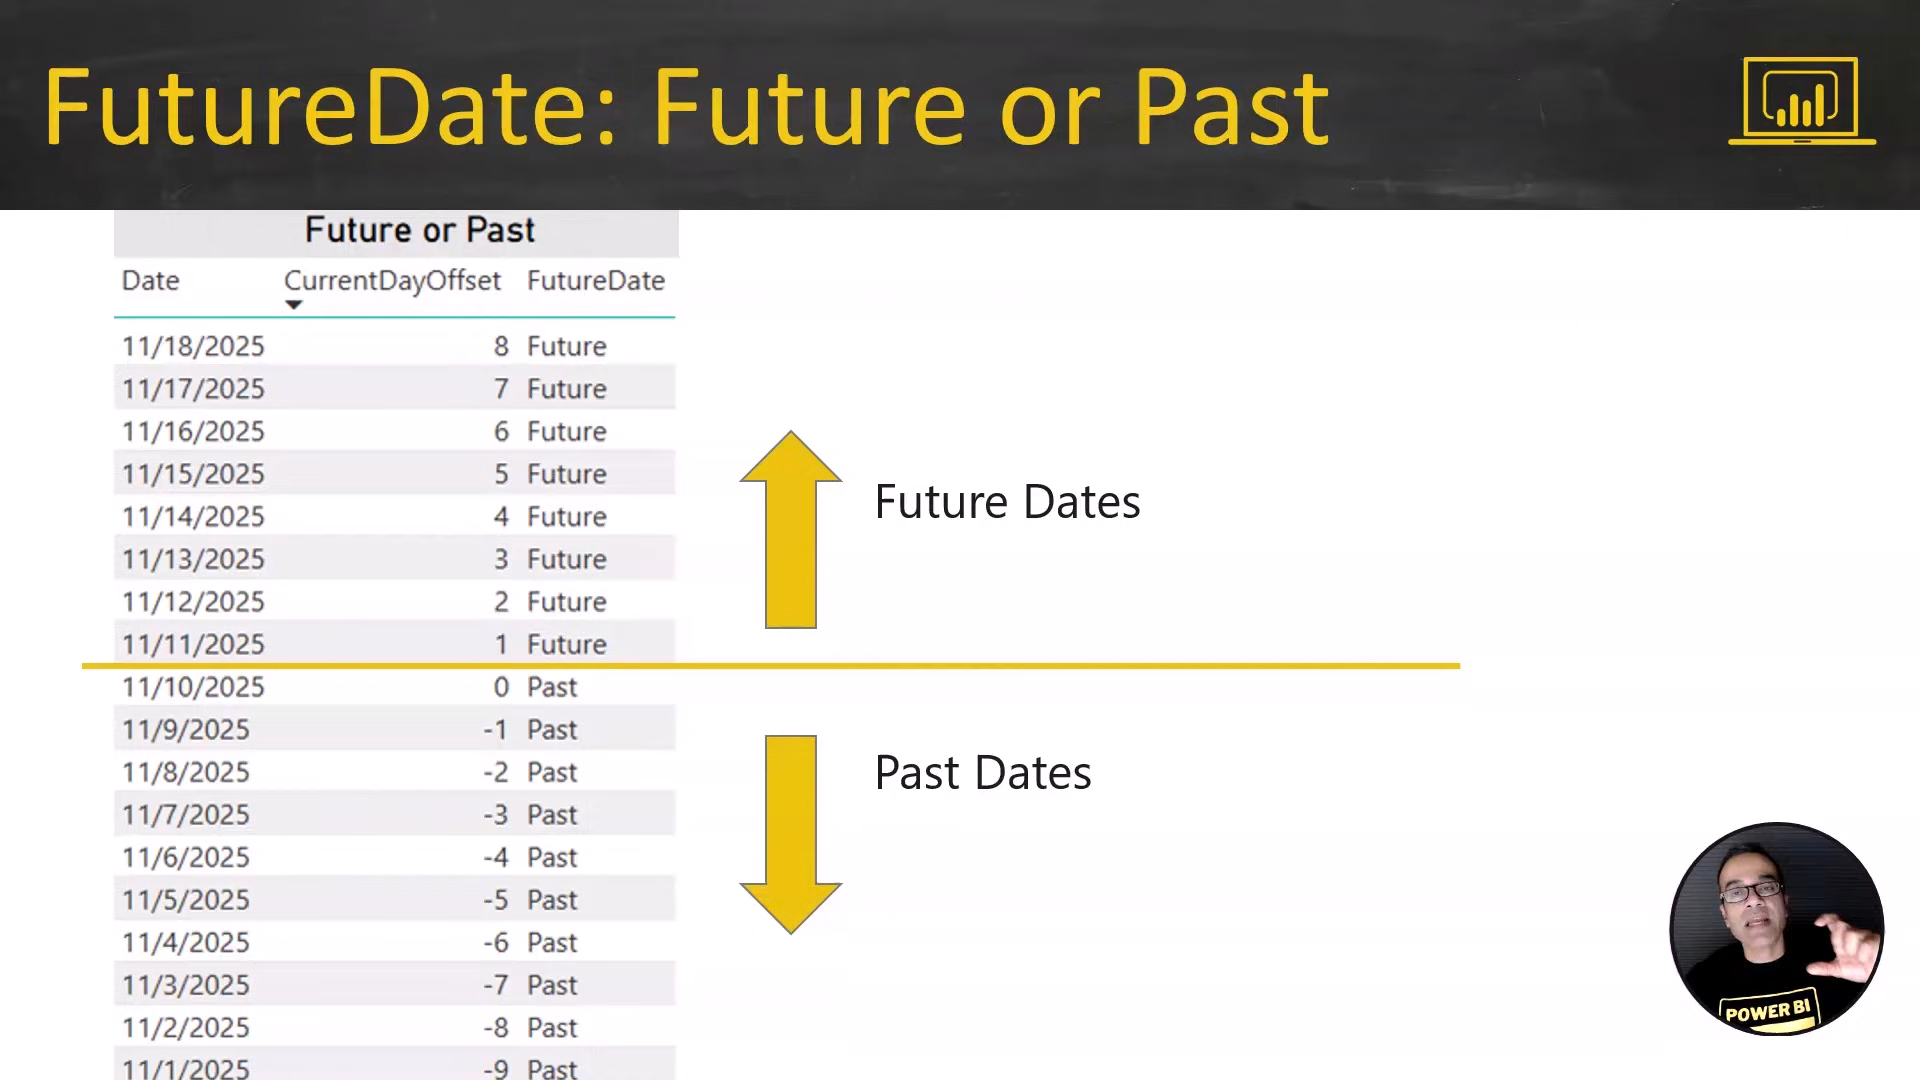 FutureDate: Future or Past
Future or Past
Date CurrentDayOffset FutureDate
11/18/2025 8 Future
11/17/2025 7 Future
11/16/2025 6 Future
11/15/2025 5 Future
11/14/2025 4 Future
11/13/2025 3 Future
11/12/2025 2 Future
11/11/2025 1 Future
11/10/2025 0 Past
11/9/2025 -1 Past
11/8/2025 -2 Past
11/7/2025 -3 Past
11/6/2025 -4 Past
11/5/2025 -5 Past
11/4/2025 -6 Past
11/3/2025 -7 Past
11/2/2025 -8 Past
11/1/2025 -9 Past
Future Dates
Past Dates
POWER BI